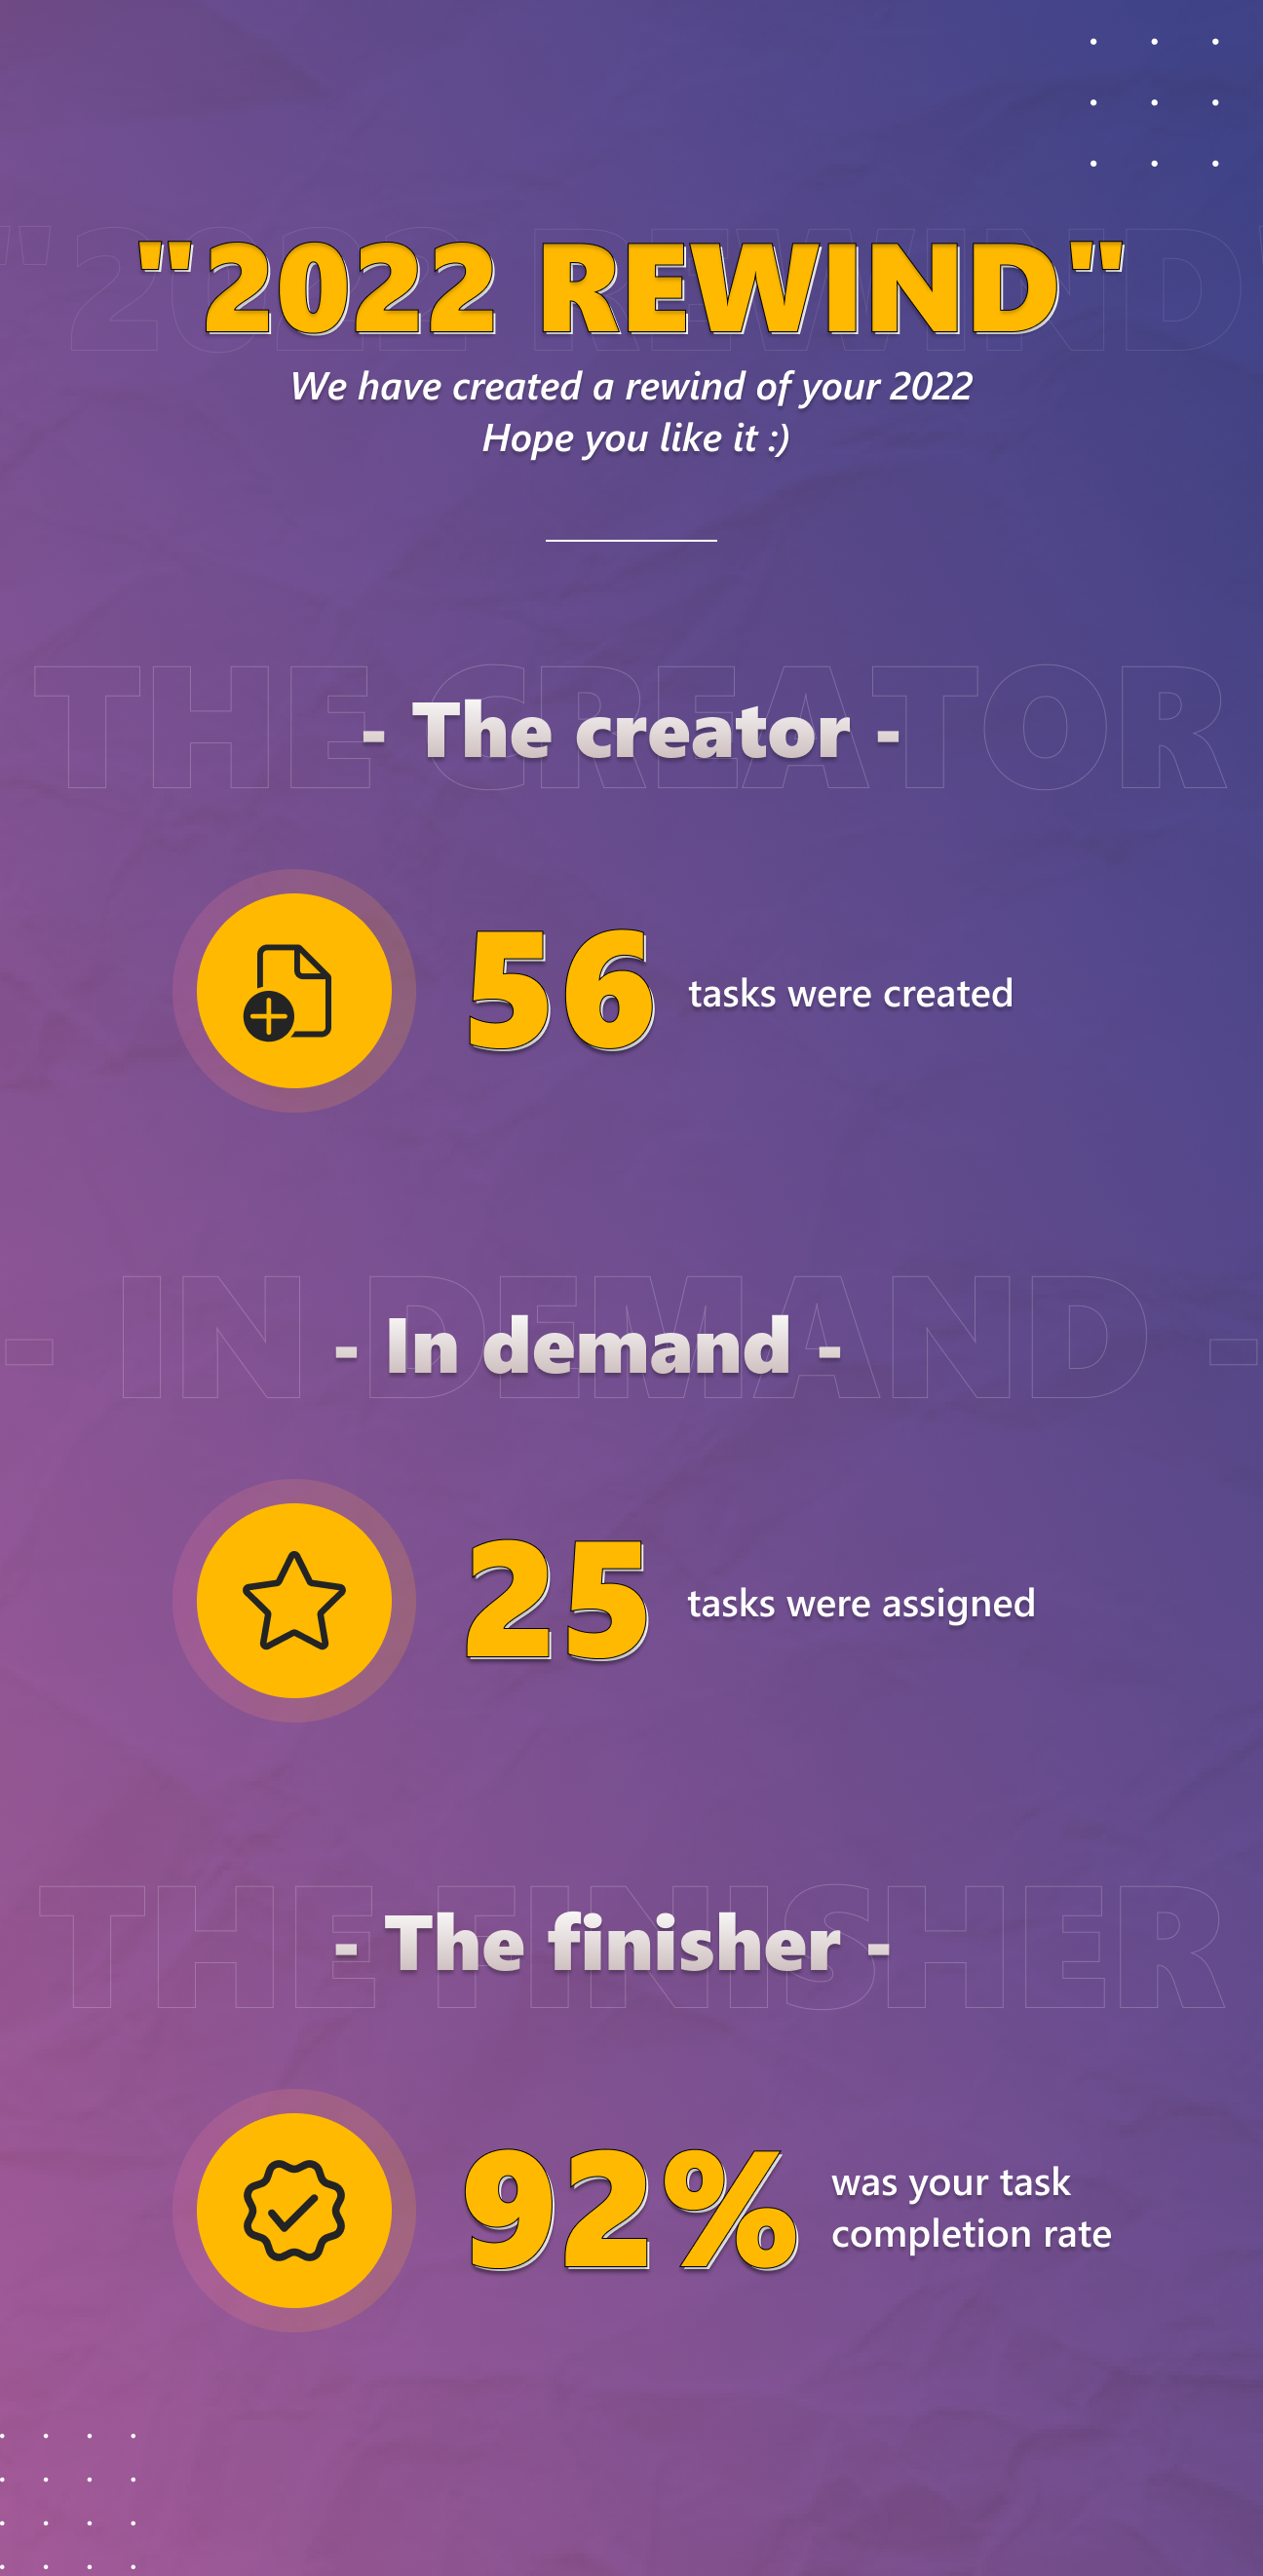 "2022 REWIND"
"2022 REWIND"
We have created a rewind of your 2022
Hope you like it :)
THE CREATOR
- The creator -
56 tasks were created
- IN DEMAND -
- In demand -
25 tasks were assigned
THE FINISHER
- The finisher -
92% was your task
completion rate